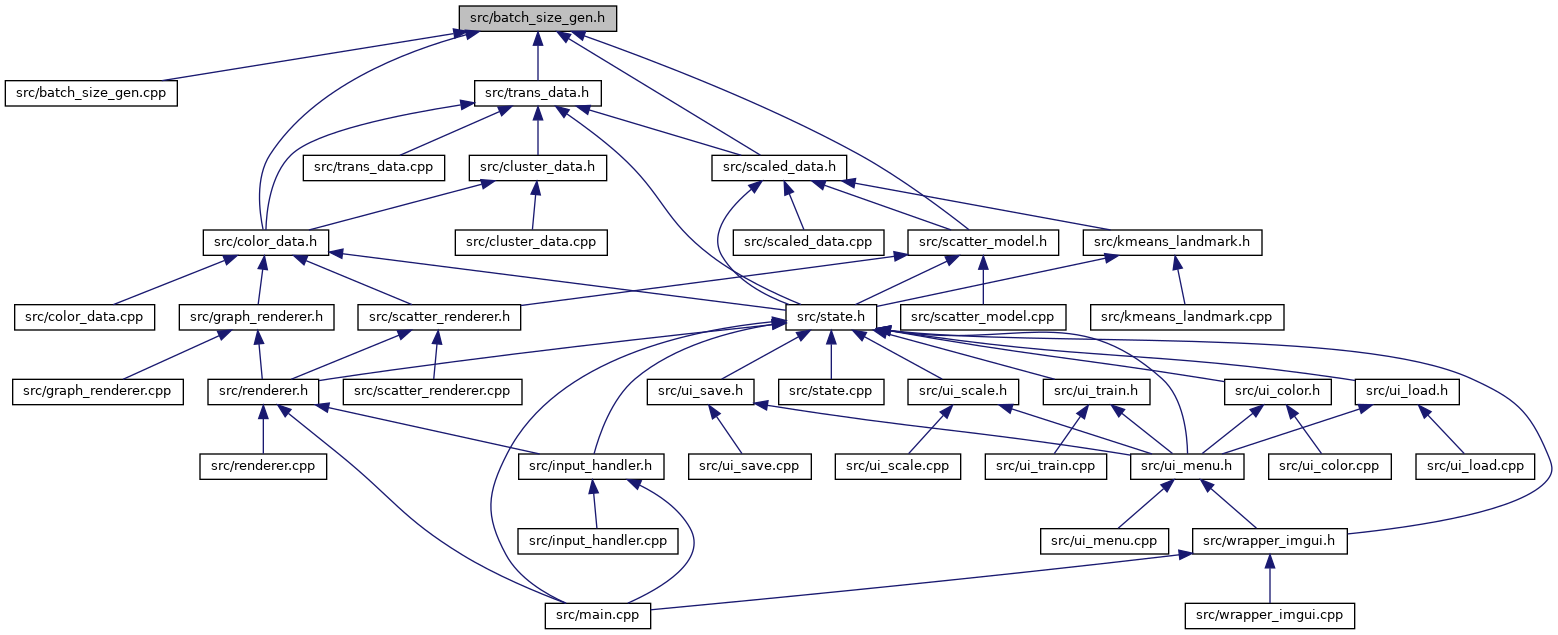 src/batch_size_gen.h
src/batch_size_gen.cpp
src/trans_data.h
src/trans_data.cpp
src/cluster_data.h
src/scaled_data.h
src/color_data.h
src/cluster_data.cpp
src/scaled_data.cpp
src/scatter_model.h
src/kmeans_landmark.h
src/color_data.cpp
src/graph_renderer.h
src/scatter_renderer.h
src/state.h
src/scatter_model.cpp
src/kmeans_landmark.cpp
src/graph_renderer.cpp
src/renderer.h
src/scatter_renderer.cpp
src/ui_save.h
src/state.cpp
src/ui_scale.h
src/ui_train.h
src/ui_color.h
src/ui_load.h
src/renderer.cpp
src/input_handler.h
src/ui_save.cpp
src/ui_scale.cpp
src/ui_train.cpp
src/ui_menu.h
src/ui_color.cpp
src/ui_load.cpp
src/input_handler.cpp
src/ui_menu.cpp
src/wrapper_imgui.h
src/main.cpp
src/wrapper_imgui.cpp